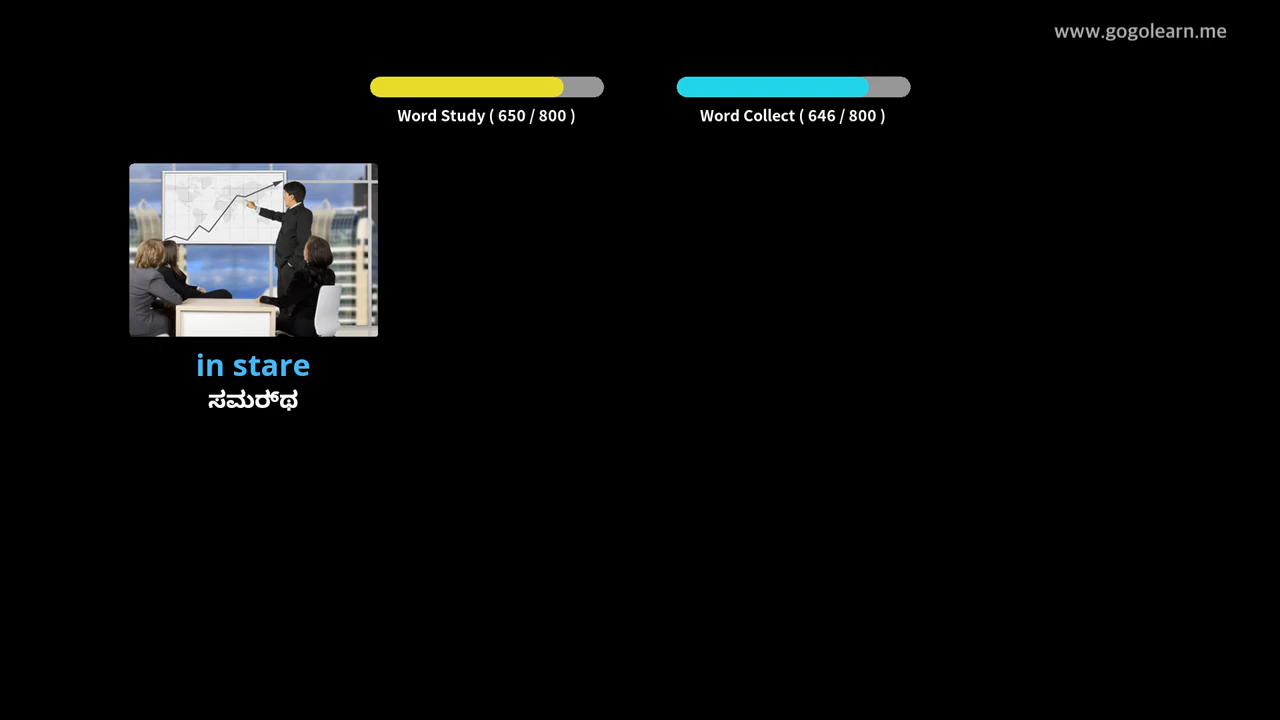 www.gogolearn.me
Word Study ( 650 / 800 )
Word Collect ( 646 / 800 )
in stare
ಸಮರ್‍ಥ